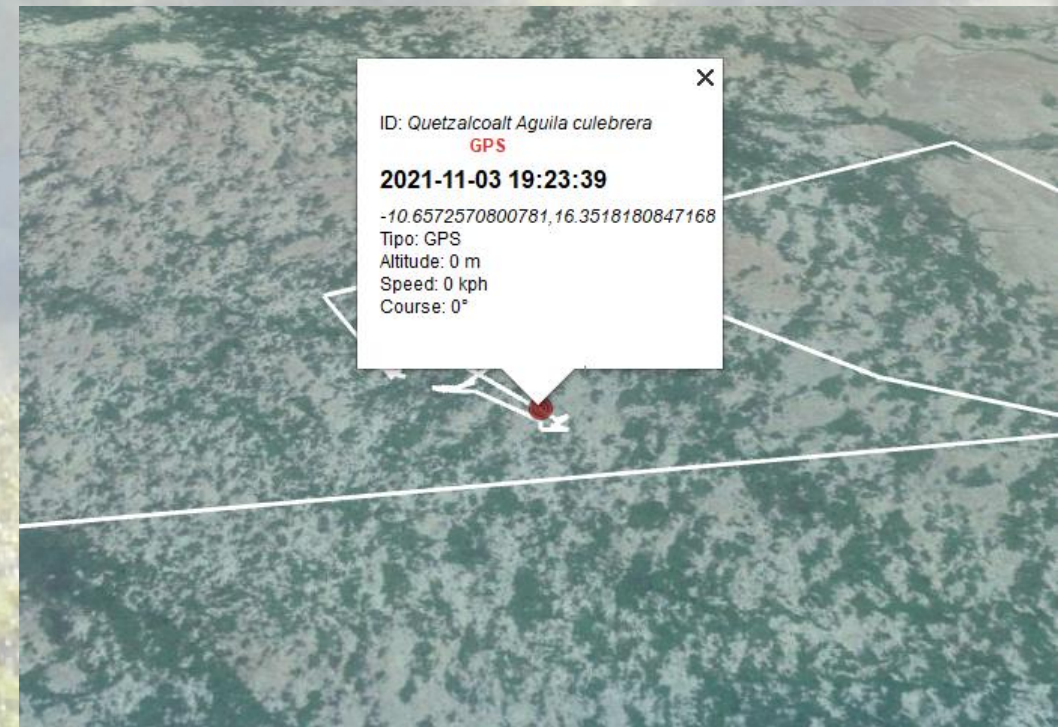 ID: Quetzalcoalt Aguila culebrera
GPS
2021-11-03 19:23:39
-10.6572570800781,16.3518180847168
Tipo: GPS
Altitude: 0 m
Speed: 0 kph
Course: 0°